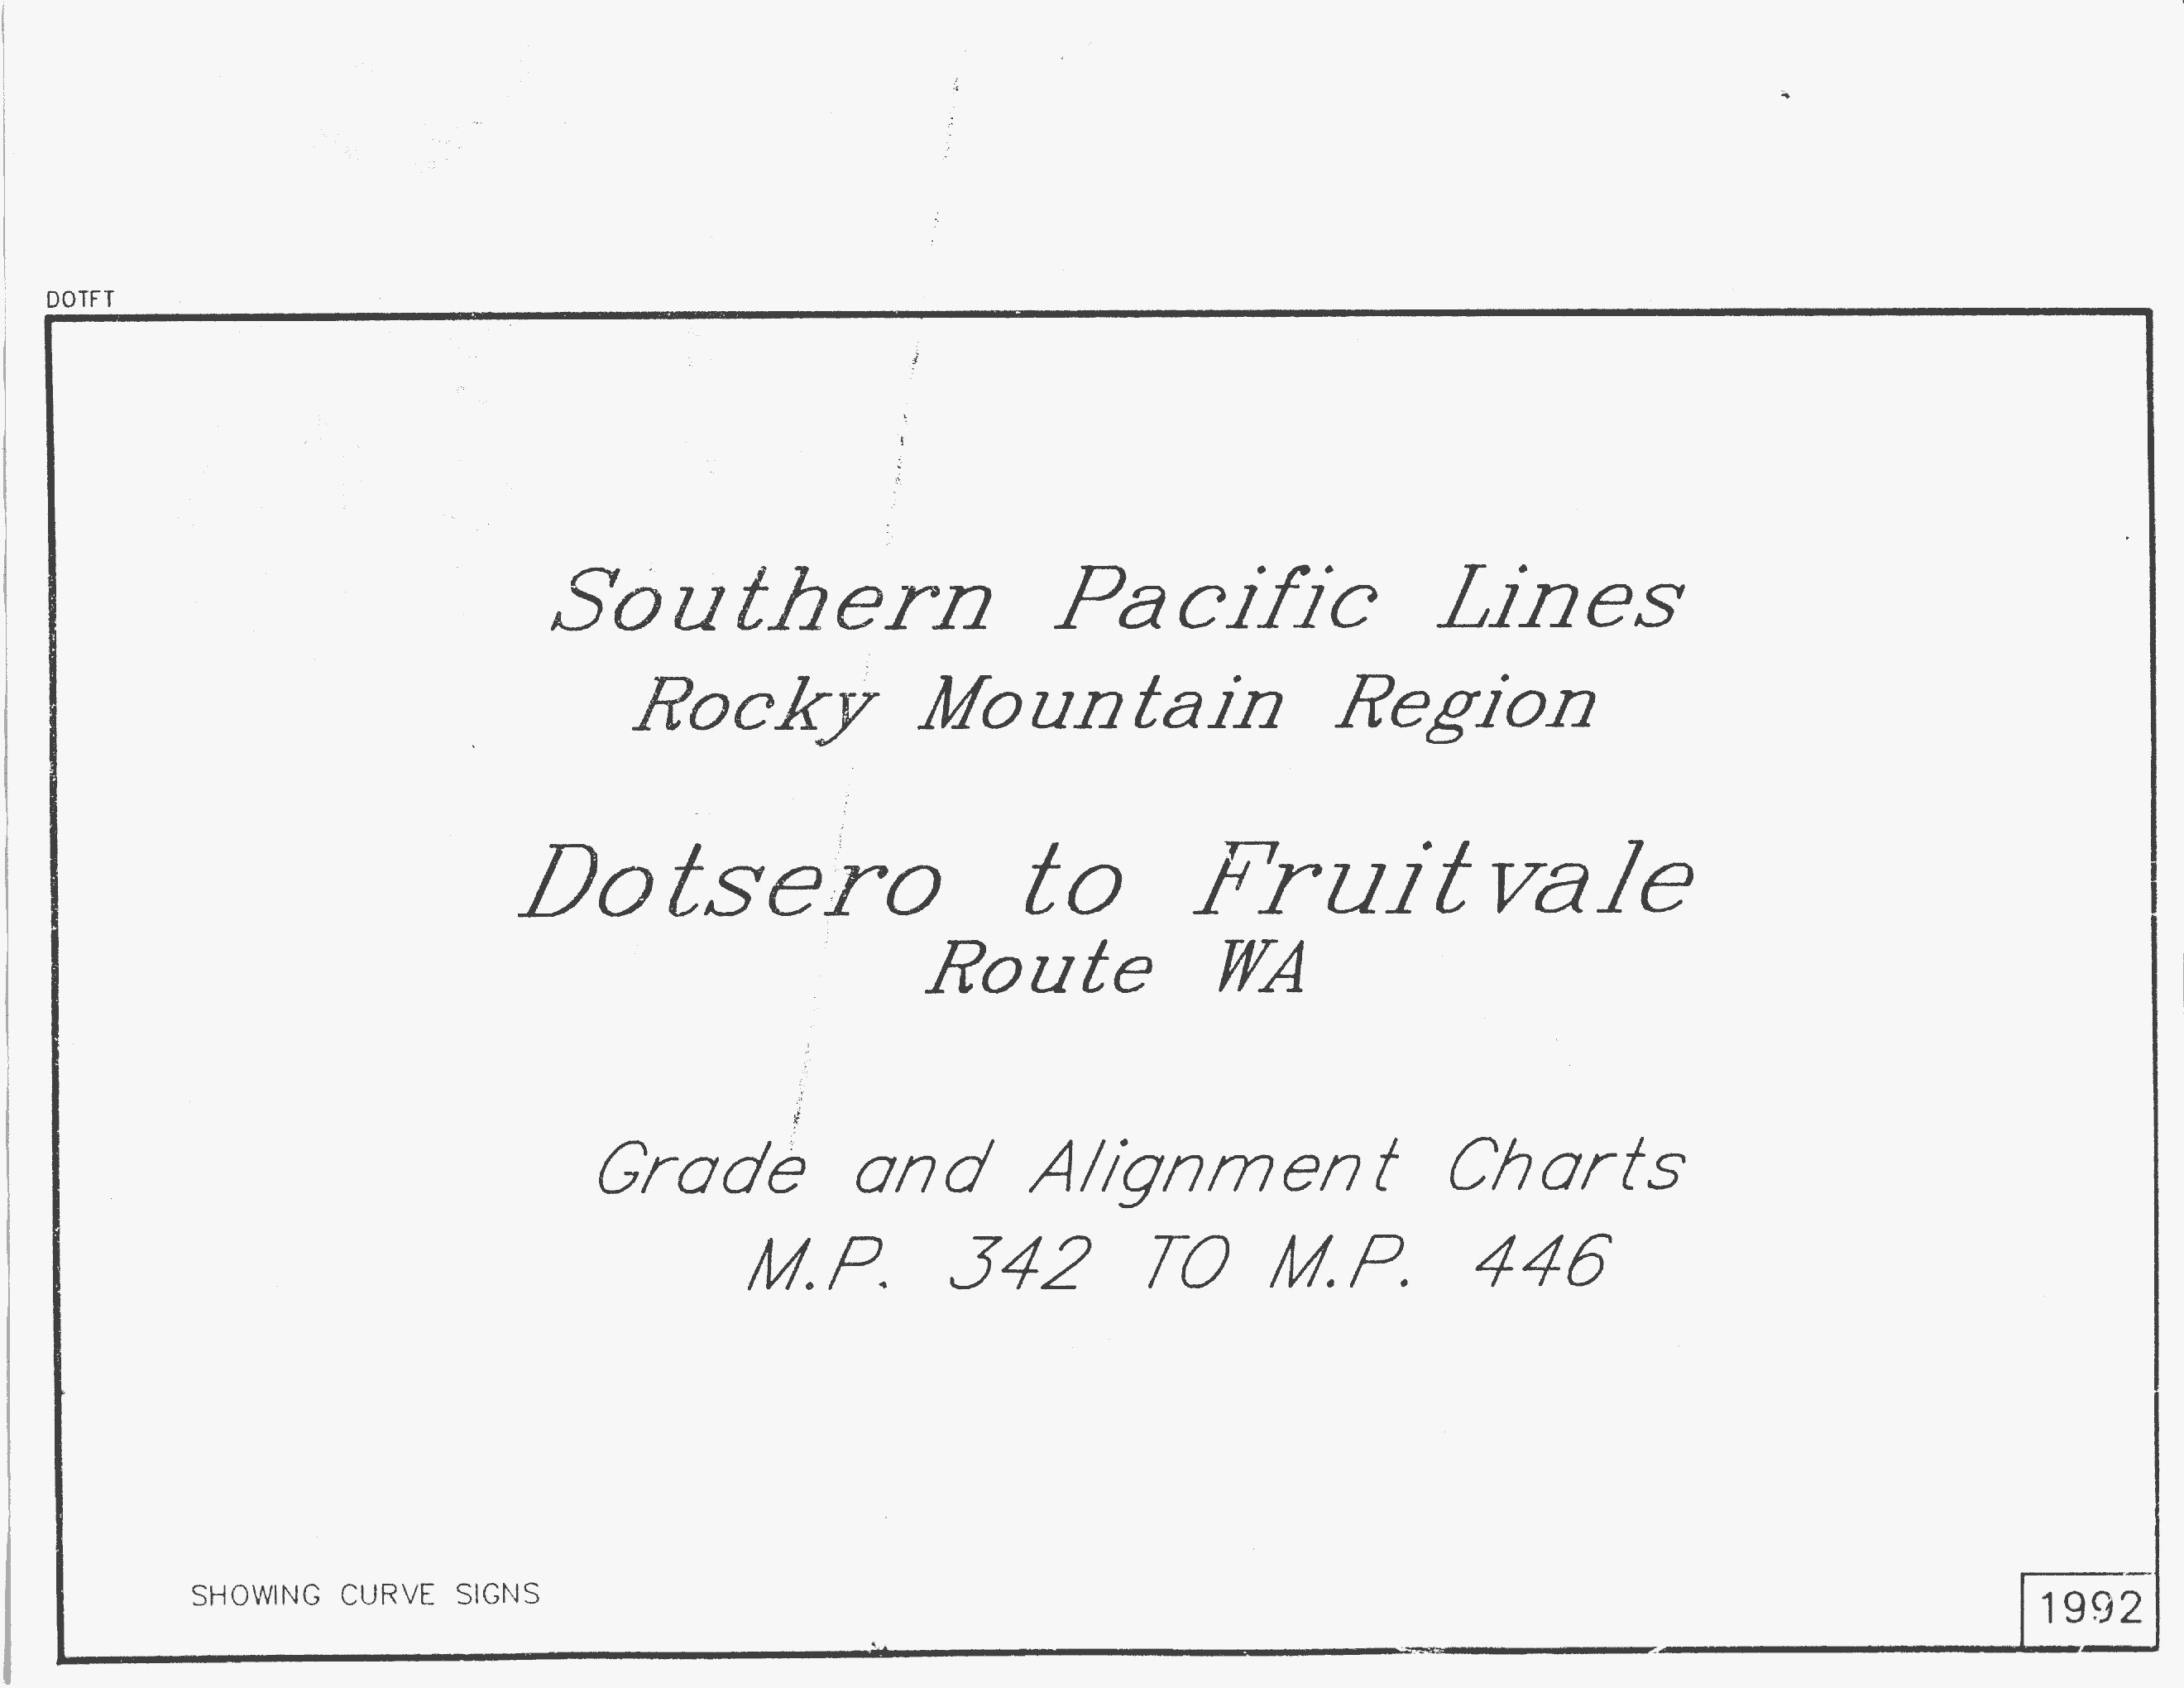 DOTFT
Southern Pacific Lines
Rocky Mountain Region
Dotsero to Fruitvale
Route WA
Grade and Alignment Charts
M.P. 342 TO M.P. 446
SHOWING CURVE SIGNS
1992